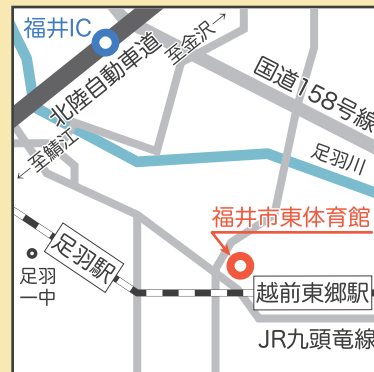 福井IC
至金沢→
北陸自動車道
国道158号線
←至鯖江
足羽川
福井市東体育館
足羽駅
足羽
一中
越前東郷駅
JR九頭竜線